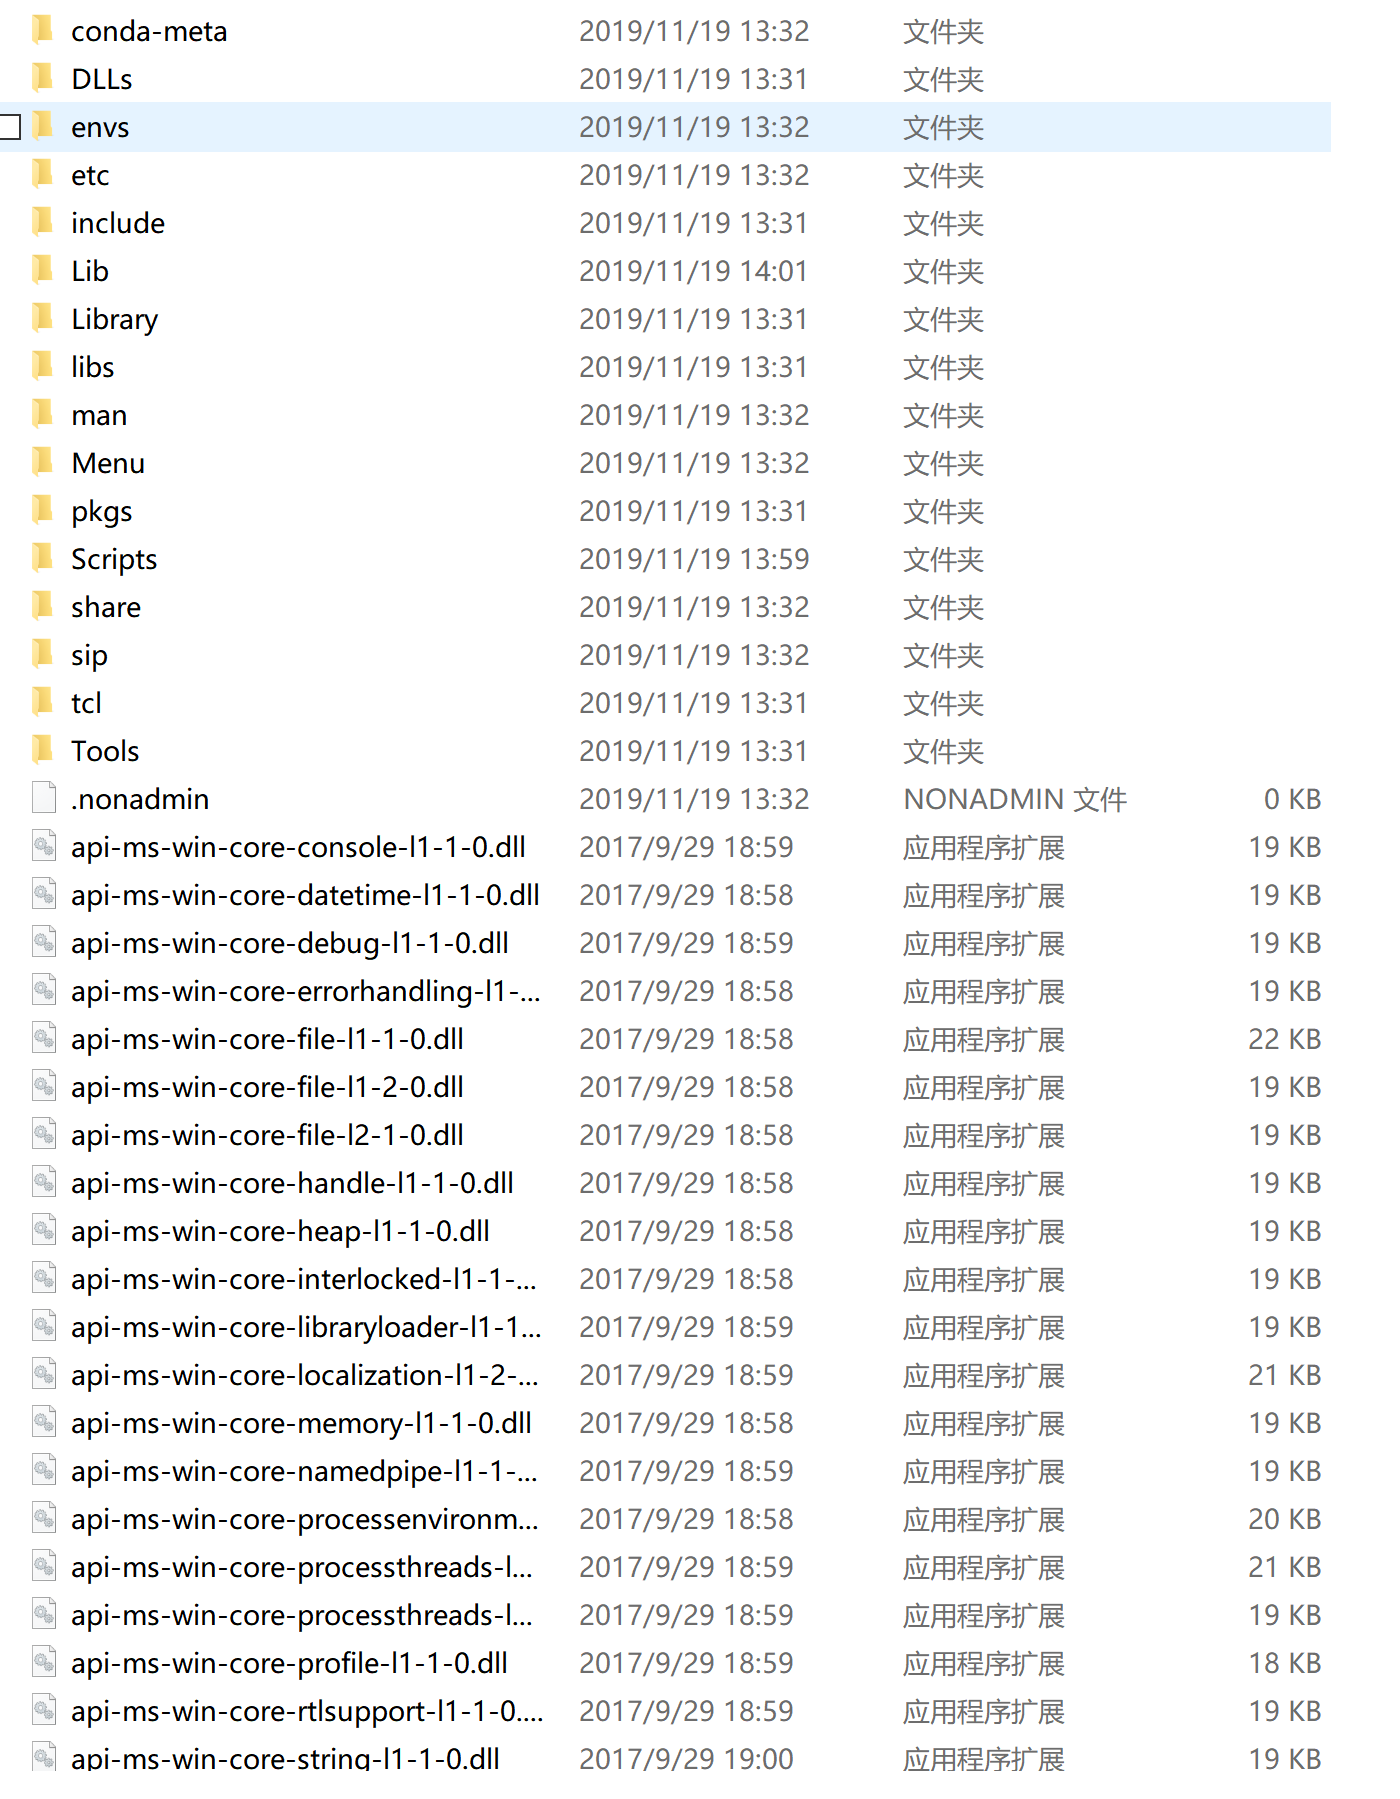 conda-meta 2019/11/19 13:32 文件夹
DLLs 2019/11/19 13:31 文件夹
envs 2019/11/19 13:32 文件夹
etc 2019/11/19 13:32 文件夹
include 2019/11/19 13:31 文件夹
Lib 2019/11/19 14:01 文件夹
Library 2019/11/19 13:31 文件夹
libs 2019/11/19 13:31 文件夹
man 2019/11/19 13:32 文件夹
Menu 2019/11/19 13:32 文件夹
pkgs 2019/11/19 13:31 文件夹
Scripts 2019/11/19 13:59 文件夹
share 2019/11/19 13:32 文件夹
sip 2019/11/19 13:32 文件夹
tcl 2019/11/19 13:31 文件夹
Tools 2019/11/19 13:31 文件夹
.nonadmin 2019/11/19 13:32 NONADMIN 文件 0 KB
api-ms-win-core-console-l1-1-0.dll 2017/9/29 18:59 应用程序扩展 19 KB
api-ms-win-core-datetime-l1-1-0.dll 2017/9/29 18:58 应用程序扩展 19 KB
api-ms-win-core-debug-l1-1-0.dll 2017/9/29 18:59 应用程序扩展 19 KB
api-ms-win-core-errorhandling-l1-... 2017/9/29 18:58 应用程序扩展 19 KB
api-ms-win-core-file-l1-1-0.dll 2017/9/29 18:58 应用程序扩展 22 KB
api-ms-win-core-file-l1-2-0.dll 2017/9/29 18:58 应用程序扩展 19 KB
api-ms-win-core-file-l2-1-0.dll 2017/9/29 18:58 应用程序扩展 19 KB
api-ms-win-core-handle-l1-1-0.dll 2017/9/29 18:58 应用程序扩展 19 KB
api-ms-win-core-heap-l1-1-0.dll 2017/9/29 18:58 应用程序扩展 19 KB
api-ms-win-core-interlocked-l1-1-... 2017/9/29 18:58 应用程序扩展 19 KB
api-ms-win-core-libraryloader-l1-1... 2017/9/29 18:59 应用程序扩展 19 KB
api-ms-win-core-localization-l1-2-... 2017/9/29 18:59 应用程序扩展 21 KB
api-ms-win-core-memory-l1-1-0.dll 2017/9/29 18:58 应用程序扩展 19 KB
api-ms-win-core-namedpipe-l1-1-... 2017/9/29 18:59 应用程序扩展 19 KB
api-ms-win-core-processenvironm... 2017/9/29 18:58 应用程序扩展 20 KB
api-ms-win-core-processthreads-l... 2017/9/29 18:59 应用程序扩展 21 KB
api-ms-win-core-processthreads-l... 2017/9/29 18:59 应用程序扩展 19 KB
api-ms-win-core-profile-l1-1-0.dll 2017/9/29 18:59 应用程序扩展 18 KB
api-ms-win-core-rtlsupport-l1-1-0.... 2017/9/29 18:59 应用程序扩展 19 KB
api-ms-win-core-string-l1-1-0.dll 2017/9/29 19:00 应用程序扩展 19 KB